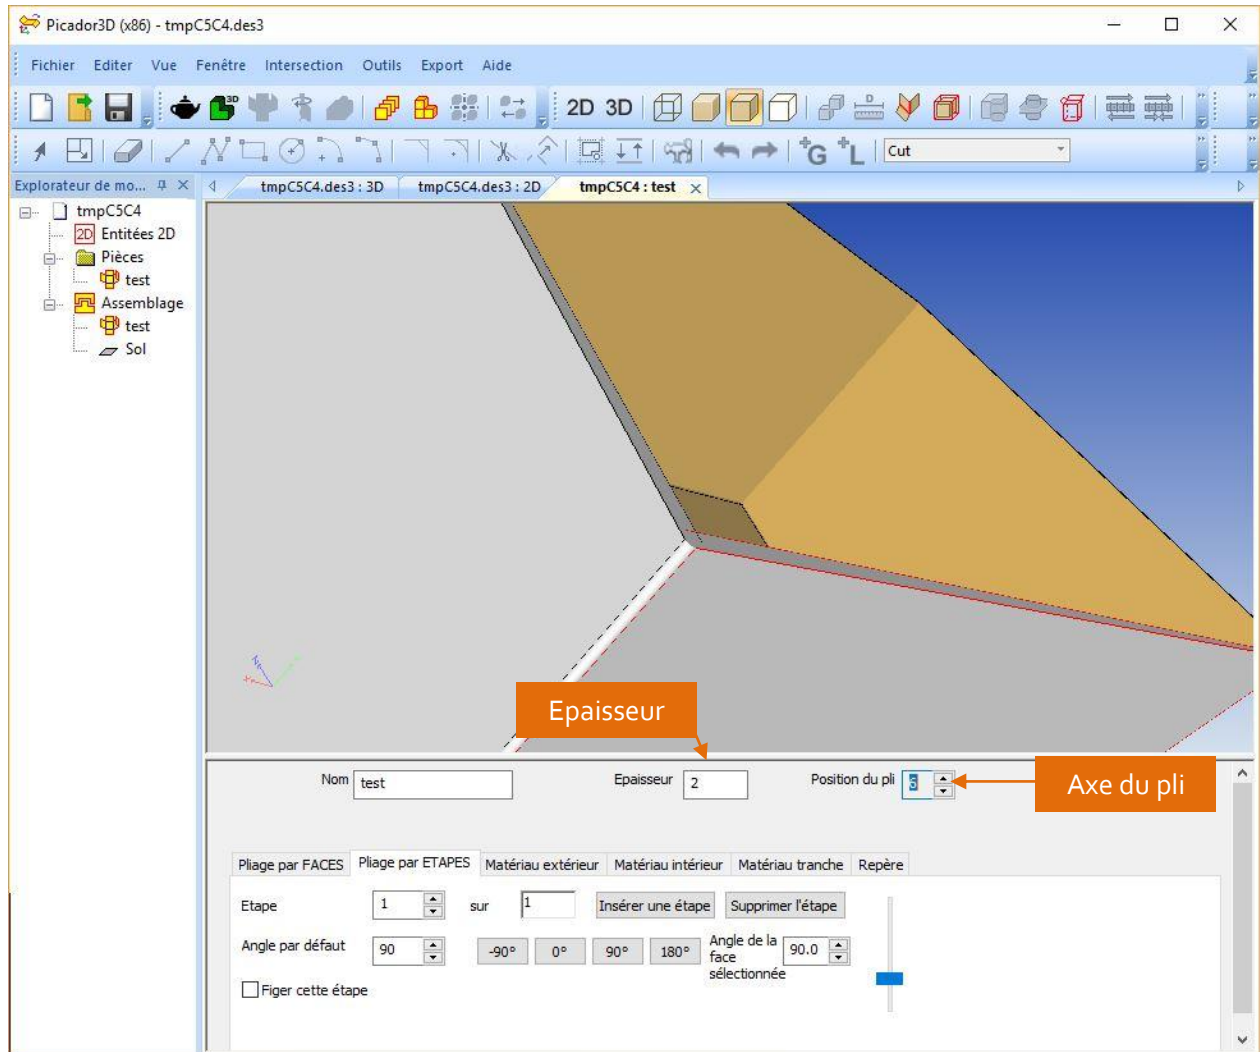 Picador3D (x86) - tmpC5C4.des3
Fichier Editer Vue Fenêtre Intersection Outils Export Aide
3D 2D 3D D
G L Cut
Explorateur de mo... tmpC5C4.des3 : 3D tmpC5C4.des3 : 2D tmpC5C4 : test
tmpC5C4
2D Entitées 2D
Pièces
test
Assemblage
test
Sol
Epaisseur
Nom test Epaisseur 2 Position du pli 6 Axe du pli
Pliage par FACES Pliage par ETAPES Matériau extérieur Matériau intérieur Matériau tranche Repère
Etape 1 sur 1 Insérer une étape Supprimer l'étape
Angle par défaut 90 -90° 0° 90° 180° Angle de la face sélectionnée 90.0
Figer cette étape